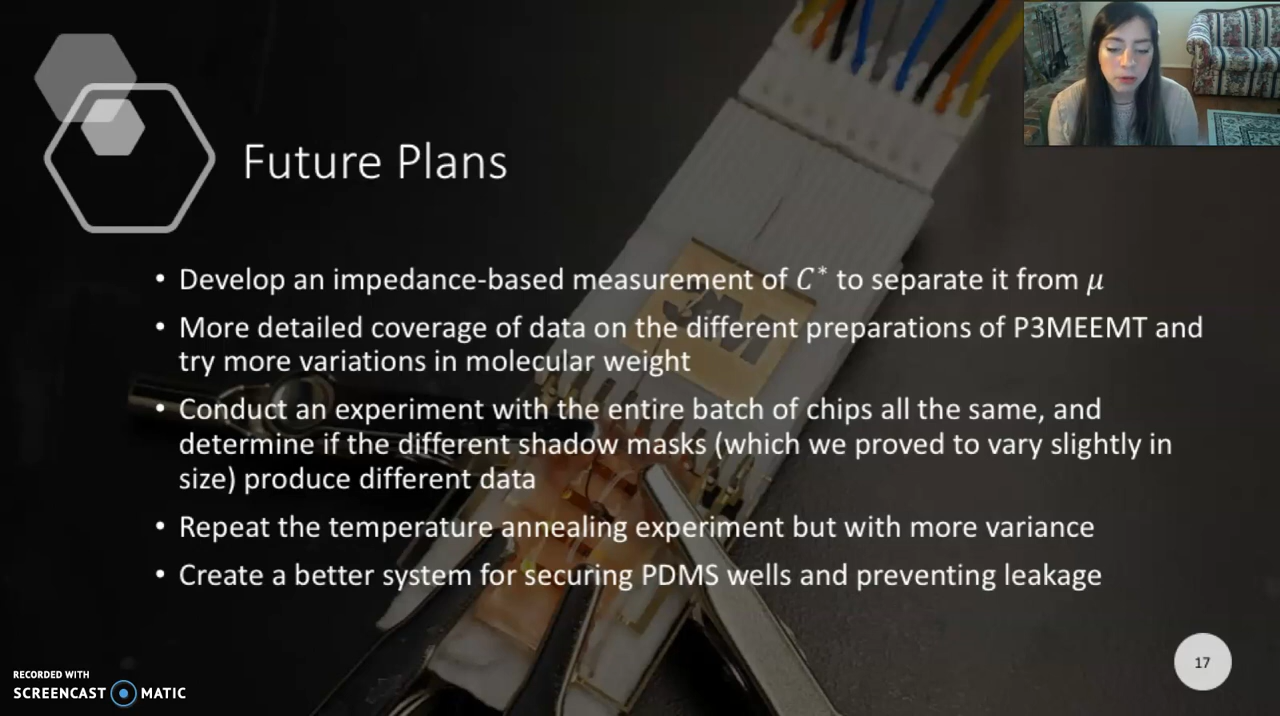 Future Plans
• Develop an impedance-based measurement of C* to separate it from μ
• More detailed coverage of data on the different preparations of P3MEEMT and
try more variations in molecular weight
• Conduct an experiment with the entire batch of chips all the same, and
determine if the different shadow masks (which we proved to vary slightly in
size) produce different data
• Repeat the temperature annealing experiment but with more variance
• Create a better system for securing PDMS wells and preventing leakage
17
RECORDED WITH
SCREENCAST MATIC